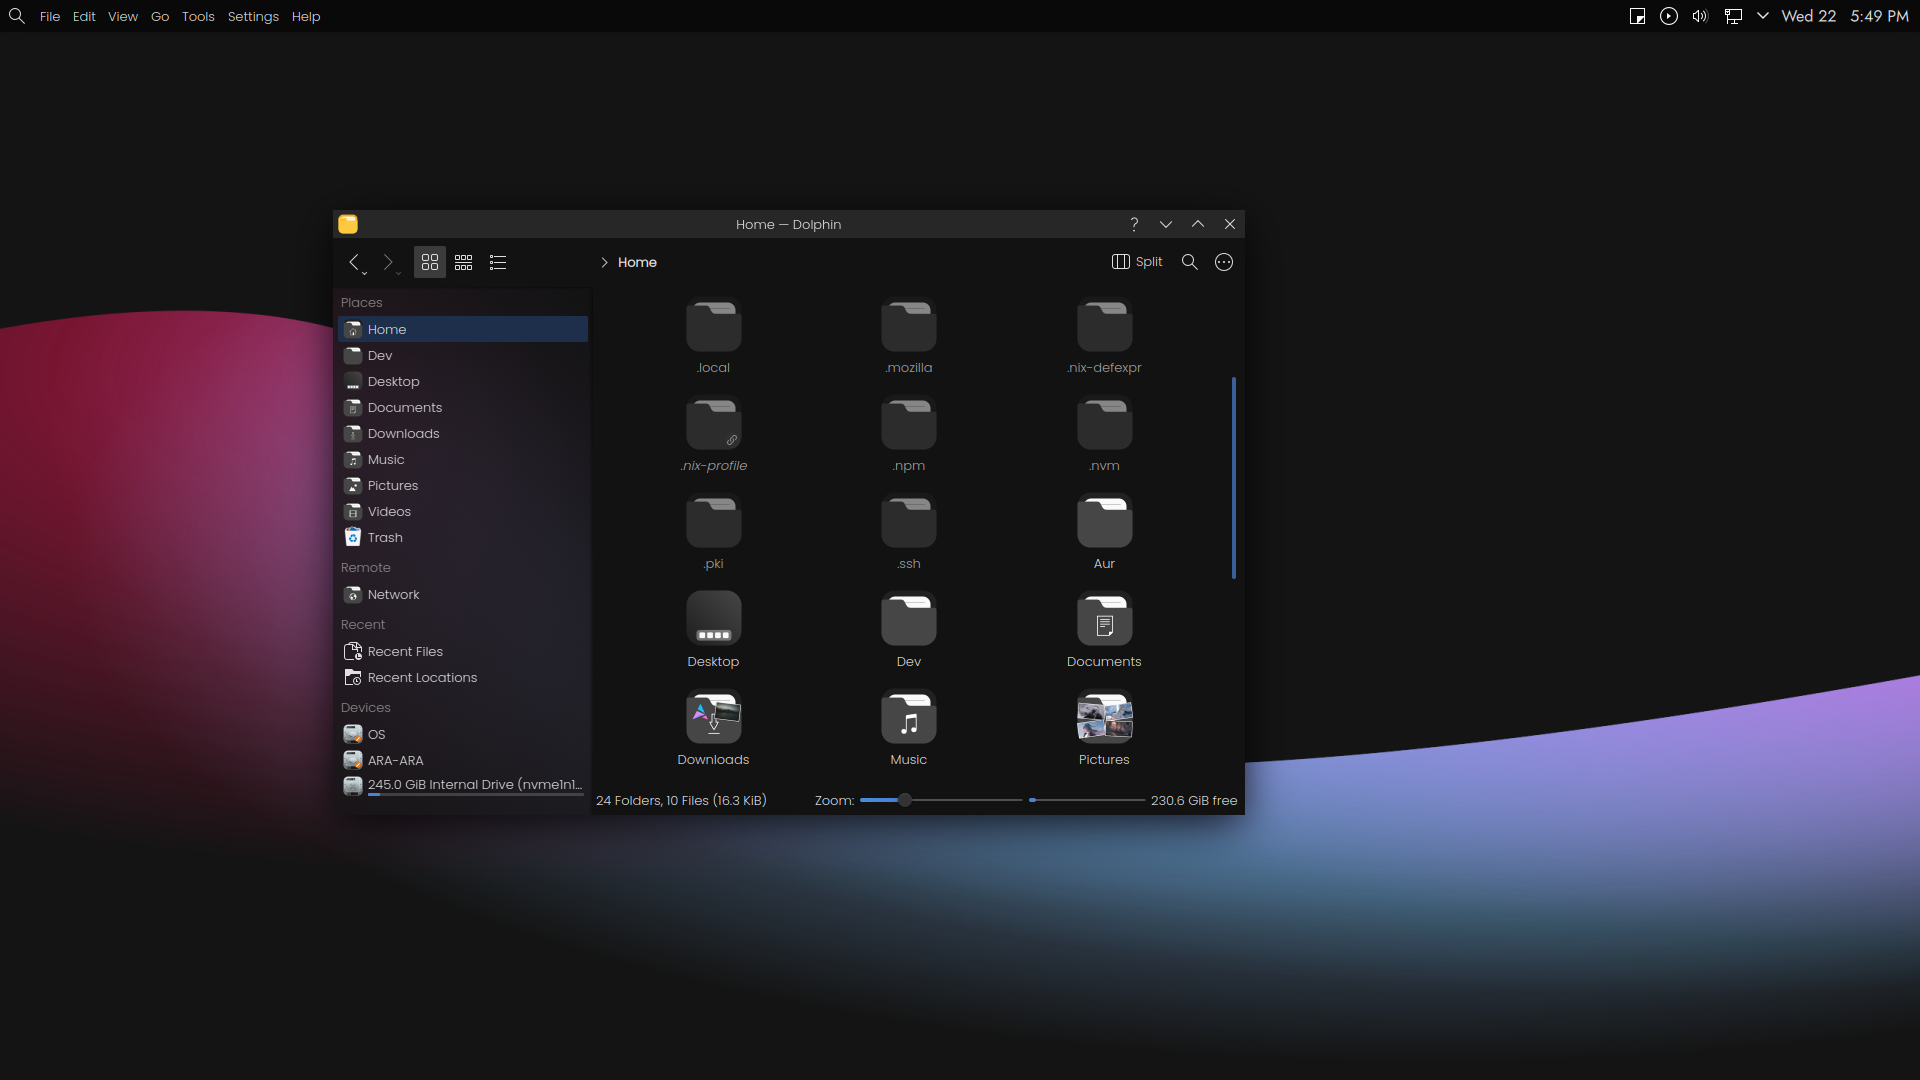 File Edit View Go Tools Settings Help
Wed 22 5:49 PM
Home — Dolphin
Home
Split
Places
Home
Dev
Desktop
Documents
Downloads
Music
Pictures
Videos
Trash
Remote
Network
Recent
Recent Files
Recent Locations
Devices
OS
ARA-ARA
245.0 GiB Internal Drive (nvme1n1...
.local .mozilla .nix-defexpr
.nix-profile .npm .nvm
.pki .ssh Aur
Desktop Dev Documents
Downloads Music Pictures
24 Folders, 10 Files (16.3 KiB) Zoom: 230.6 GiB free